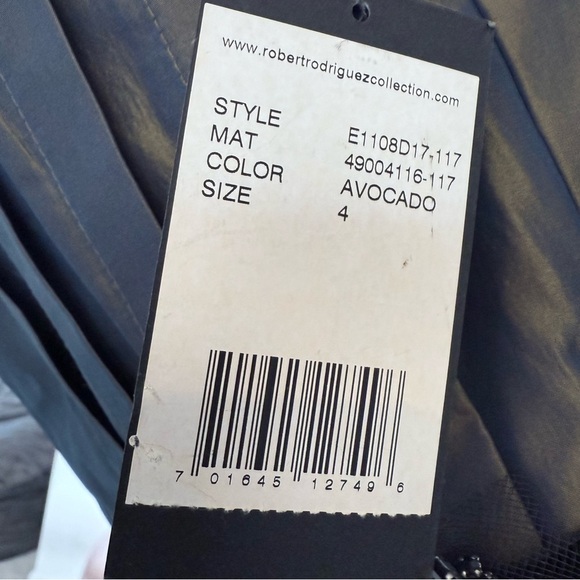 www.robertrodriguezcollection.com
STYLE E1108D17-117
MAT 49004116-117
COLOR AVOCADO
SIZE 4
7 01645 12749 6